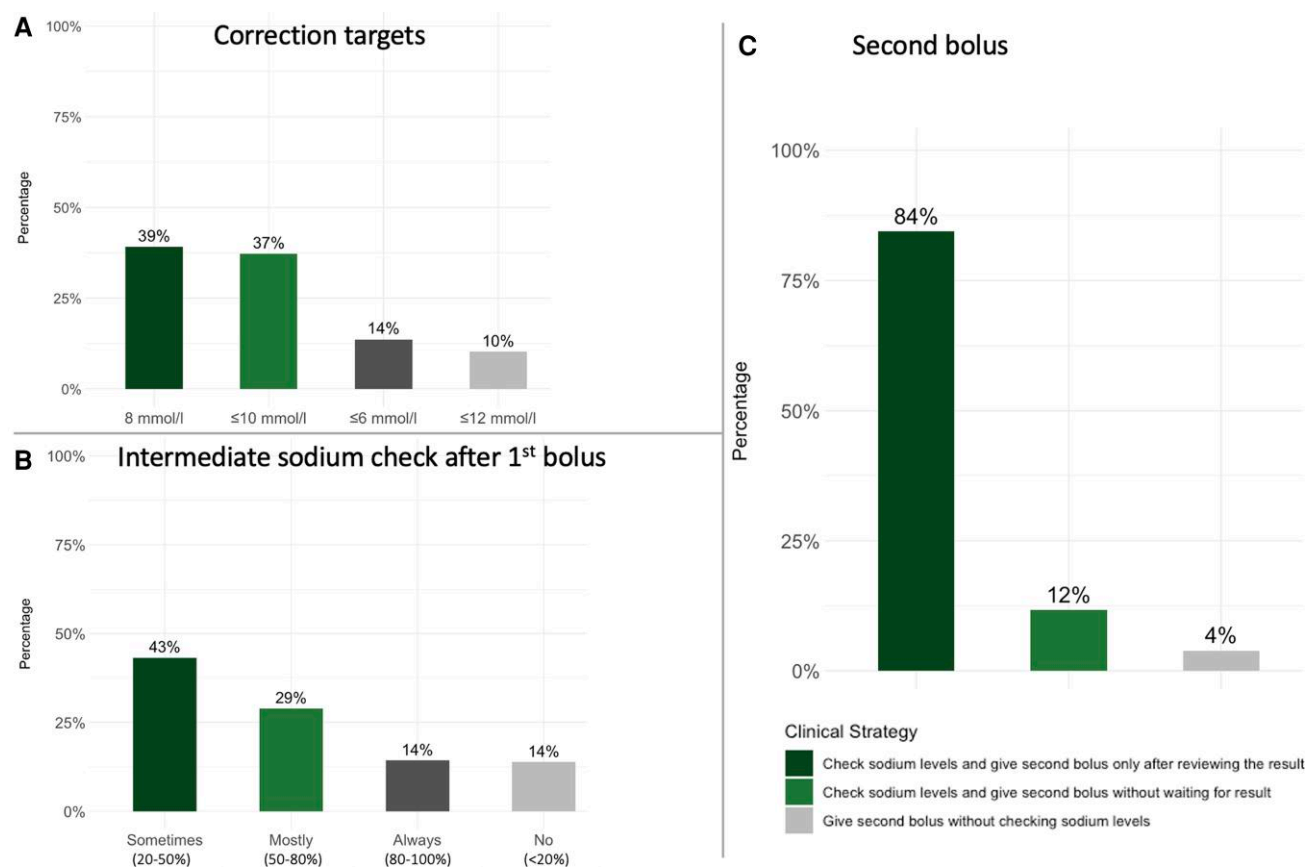 A
Correction targets
100%
75%
50%
25%
0%
Percentage
39%
37%
14%
10%
8 mmol/l
≤10 mmol/l
≤6 mmol/l
≤12 mmol/l
B
Intermediate sodium check after 1st bolus
100%
75%
50%
25%
0%
Percentage
43%
29%
14%
14%
Sometimes
(20-50%)
Mostly
(50-80%)
Always
(80-100%)
No
(<20%)
C
Second bolus
100%
75%
50%
25%
0%
Percentage
84%
12%
4%
Clinical Strategy
Check sodium levels and give second bolus only after reviewing the result
Check sodium levels and give second bolus without waiting for result
Give second bolus without checking sodium levels